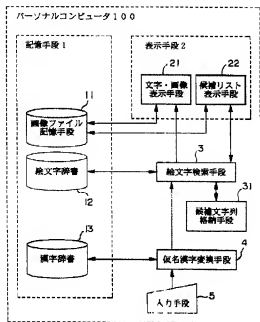 パーソナルコンピュータ100
記憶手段1
表示手段2
21
22
文字・画像
表示手段
候補リスト
表示手段
11
画像ファイル
記憶手段
3
絵文字検索手段
絵文字辞書
12
31
候補文字列
格納手段
13
漢字辞書
4
仮名漢字変換手段
5
入力手段